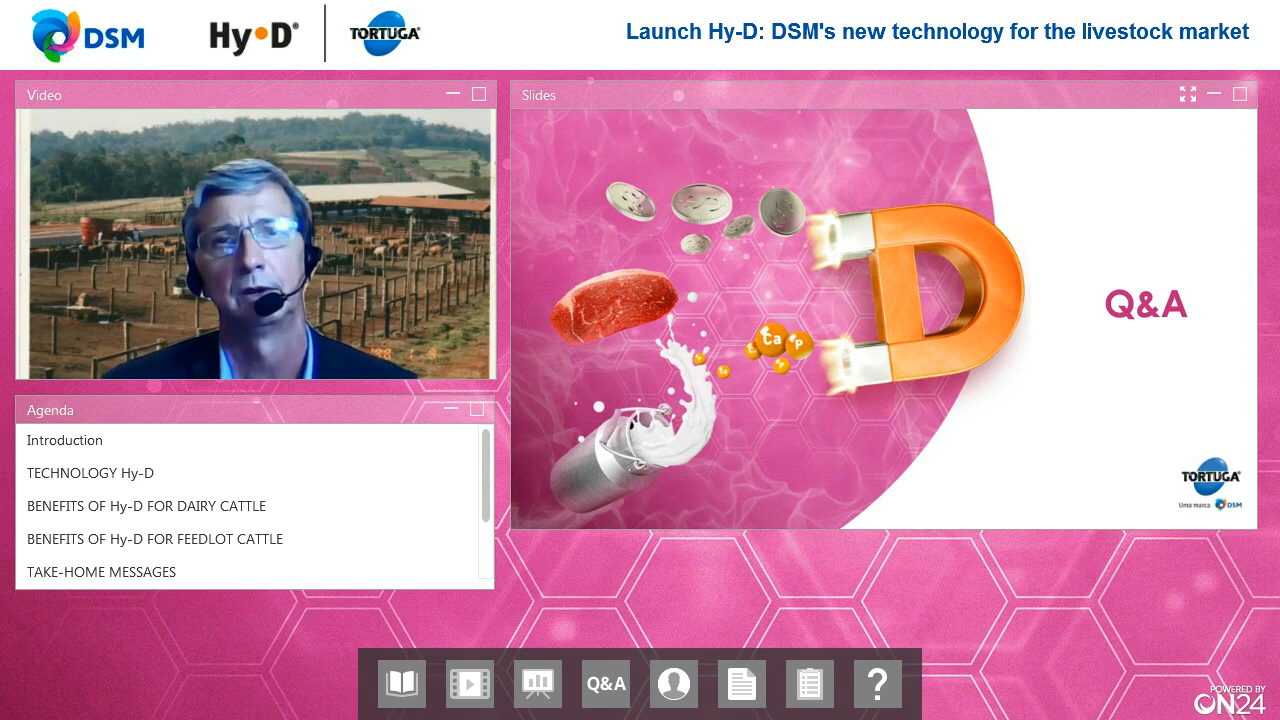 DSM
Hy•D®
TORTUGA
Launch Hy-D: DSM's new technology for the livestock market
Video
Slides
Ca
P
D
Q&A
TORTUGA
Uma marca DSM
Agenda
Introduction
TECHNOLOGY Hy-D
BENEFITS OF Hy-D FOR DAIRY CATTLE
BENEFITS OF Hy-D FOR FEEDLOT CATTLE
TAKE-HOME MESSAGES
Q&A
?
POWERED BY
ON24